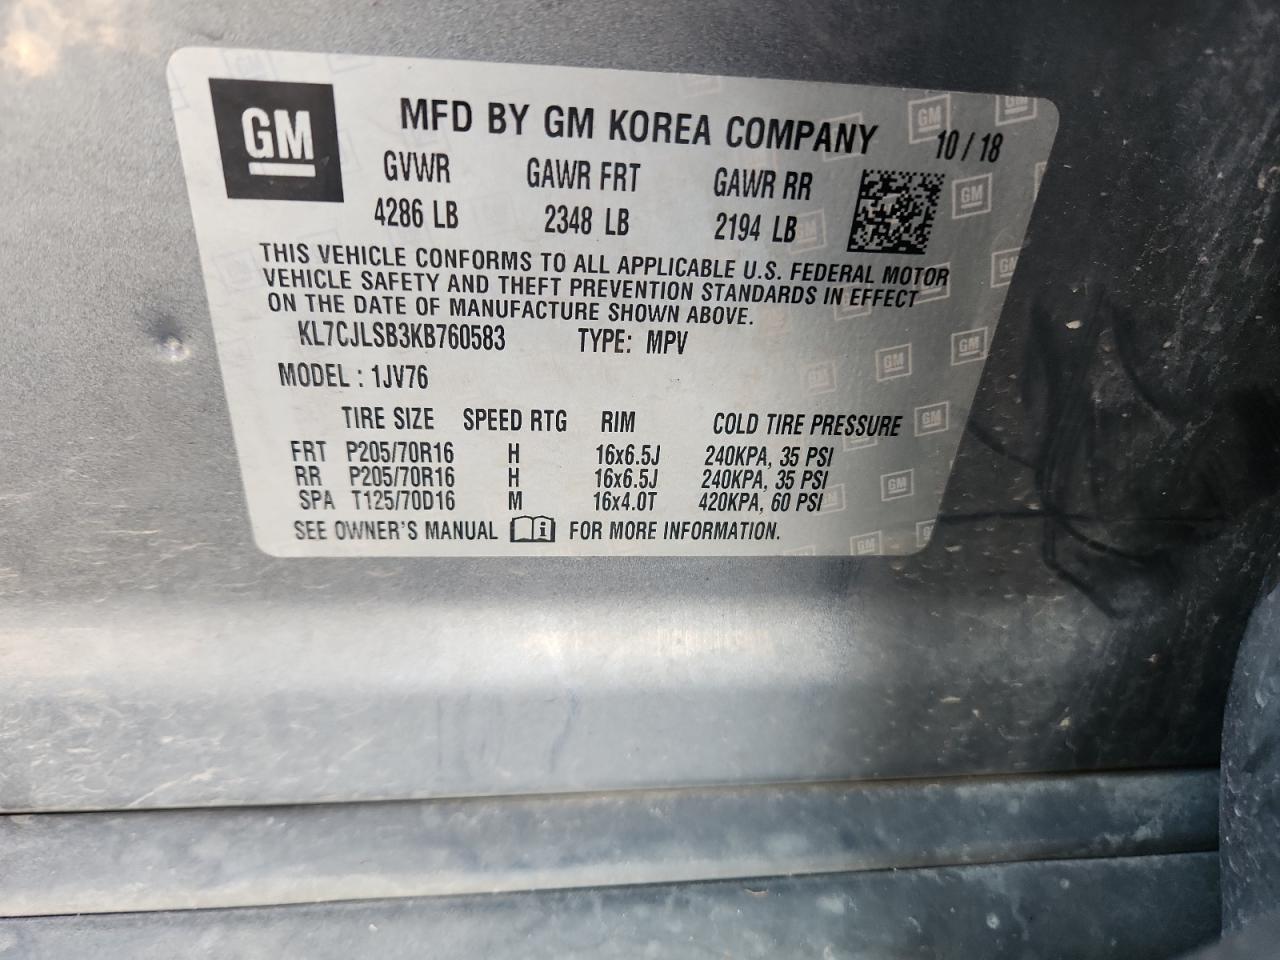 GM
MFD BY GM KOREA COMPANY 10 / 18
GVWR GAWR FRT GAWR RR
4286 LB 2348 LB 2194 LB
THIS VEHICLE CONFORMS TO ALL APPLICABLE U.S. FEDERAL MOTOR
VEHICLE SAFETY AND THEFT PREVENTION STANDARDS IN EFFECT
ON THE DATE OF MANUFACTURE SHOWN ABOVE.
KL7CJLSB3KB760583 TYPE: MPV
MODEL : 1JV76
TIRE SIZE SPEED RTG RIM COLD TIRE PRESSURE
FRT P205/70R16 H 16x6.5J 240KPA, 35 PSI
RR P205/70R16 H 16x6.5J 240KPA, 35 PSI
SPA T125/70D16 M 16x4.0T 420KPA, 60 PSI
SEE OWNER'S MANUAL i FOR MORE INFORMATION.